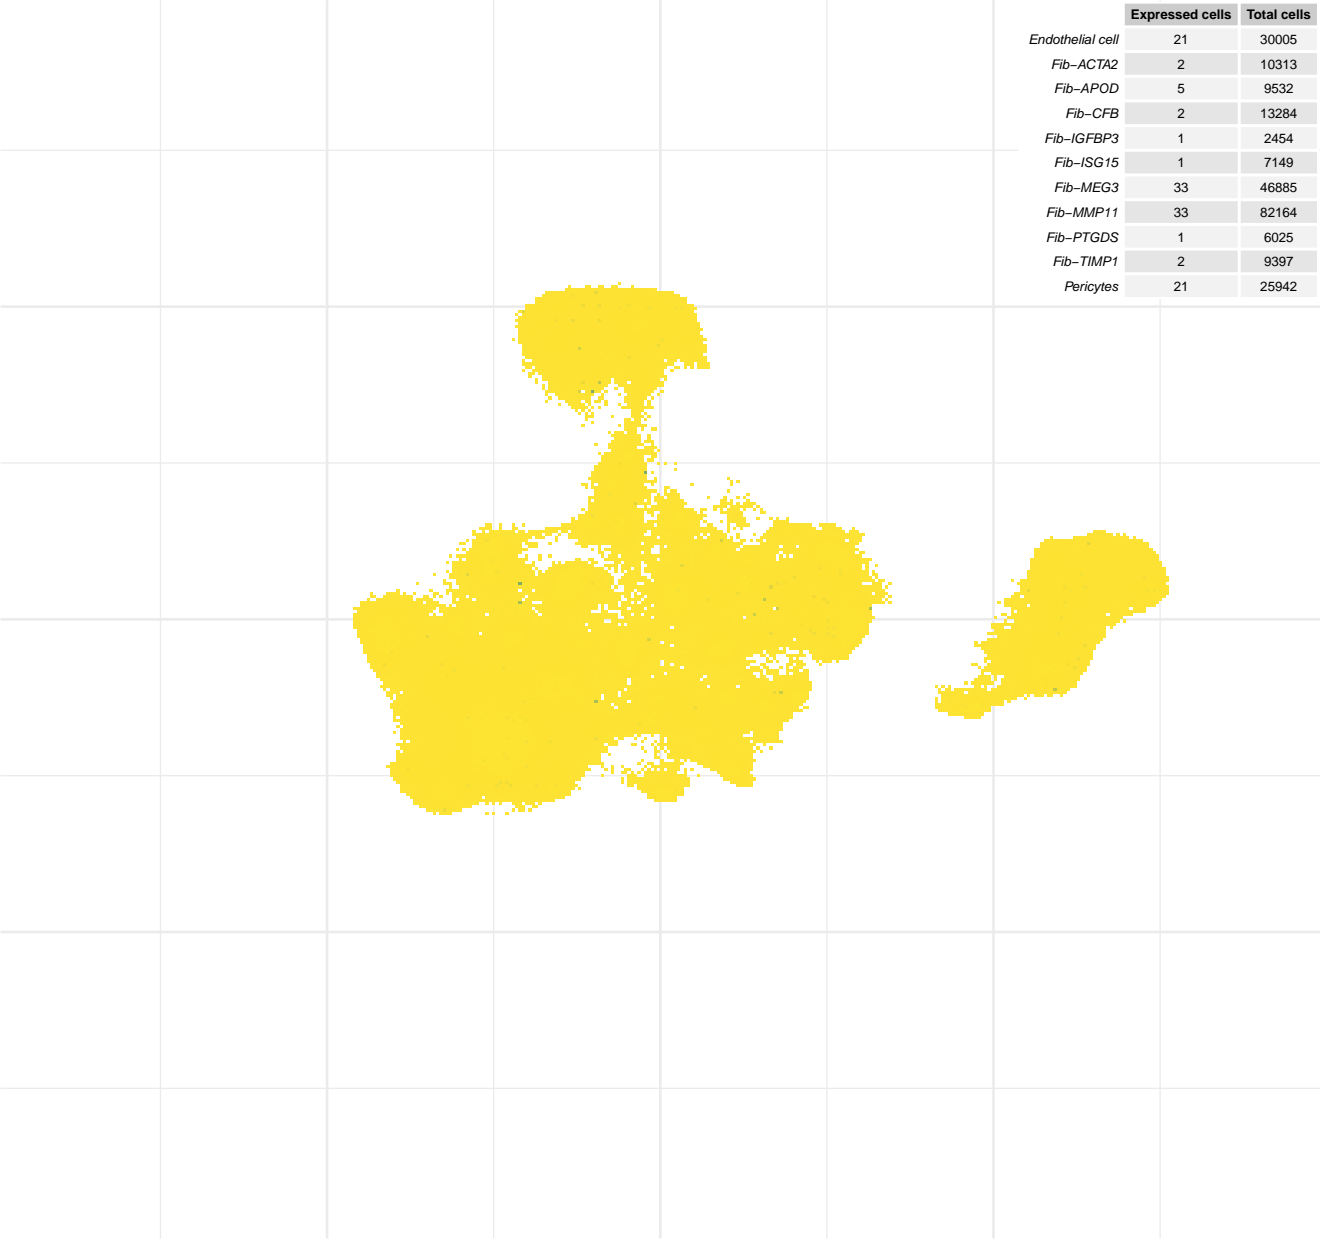 Expressed cells Total cells
Endothelial cell 21 30005
Fib−ACTA2 2 10313
Fib−APOD 5 9532
Fib−CFB 2 13284
Fib−IGFBP3 1 2454
Fib−ISG15 1 7149
Fib−MEG3 33 46885
Fib−MMP11 33 82164
Fib−PTGDS 1 6025
Fib−TIMP1 2 9397
Pericytes 21 25942